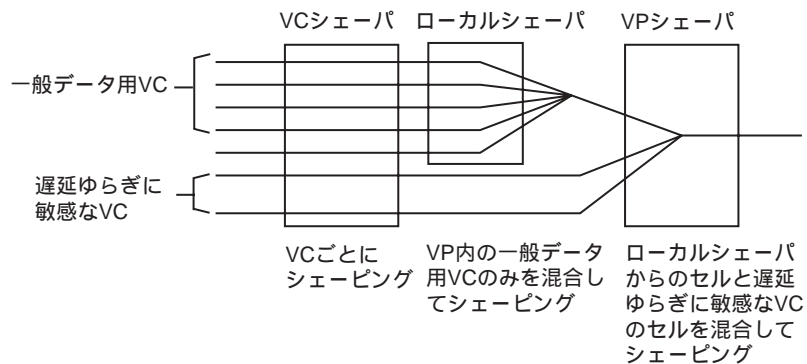 VCシェーパ
ローカルシェーパ
VPシェーパ
一般データ用VC
遅延ゆらぎに
敏感なVC
VCごとに
シェーピング
VP内の一般データ
用VCのみを混合し
てシェーピング
ローカルシェーパ
からのセルと遅延
ゆらぎに敏感なVC
のセルを混合して
シェーピング